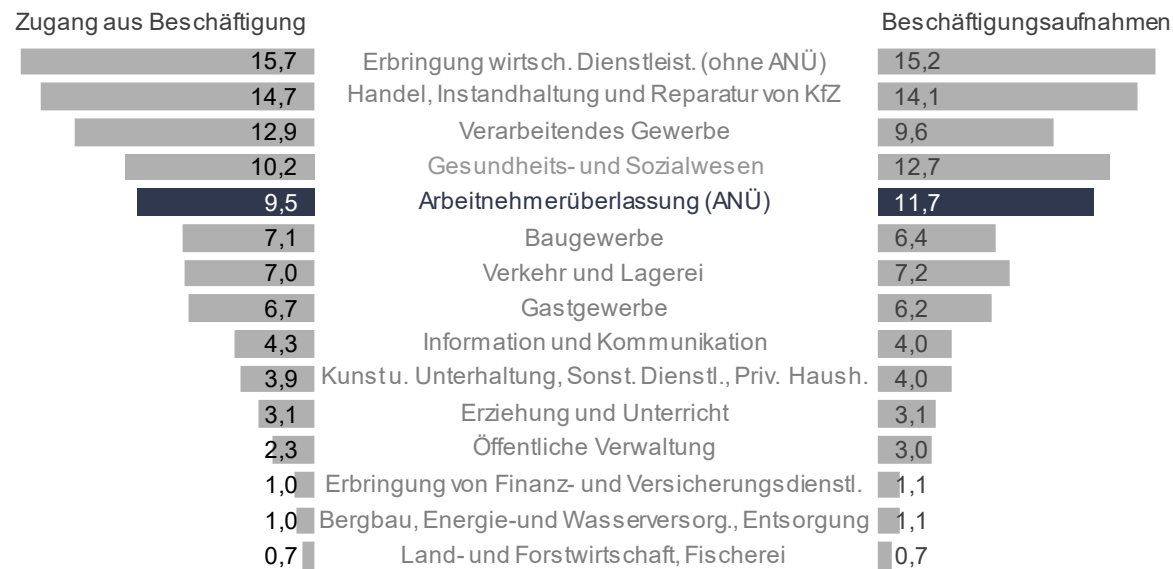 Zugang aus Beschäftigung Beschäftigungsaufnahmen
15,7 Erbringung wirtsch. Dienstleist. (ohne ANÜ) 15,2
14,7 Handel, Instandhaltung und Reparatur von KfZ 14,1
12,9 Verarbeitendes Gewerbe 9,6
10,2 Gesundheits- und Sozialwesen 12,7
9,5 Arbeitnehmerüberlassung (ANÜ) 11,7
7,1 Baugewerbe 6,4
7,0 Verkehr und Lagerei 7,2
6,7 Gastgewerbe 6,2
4,3 Information und Kommunikation 4,0
3,9 Kunst u. Unterhaltung, Sonst. Dienstl., Priv. Haush. 4,0
3,1 Erziehung und Unterricht 3,1
2,3 Öffentliche Verwaltung 3,0
1,0 Erbringung von Finanz- und Versicherungsdienstl. 1,1
1,0 Bergbau, Energie-und Wasserversorg., Entsorgung 1,1
0,7 Land- und Forstwirtschaft, Fischerei 0,7